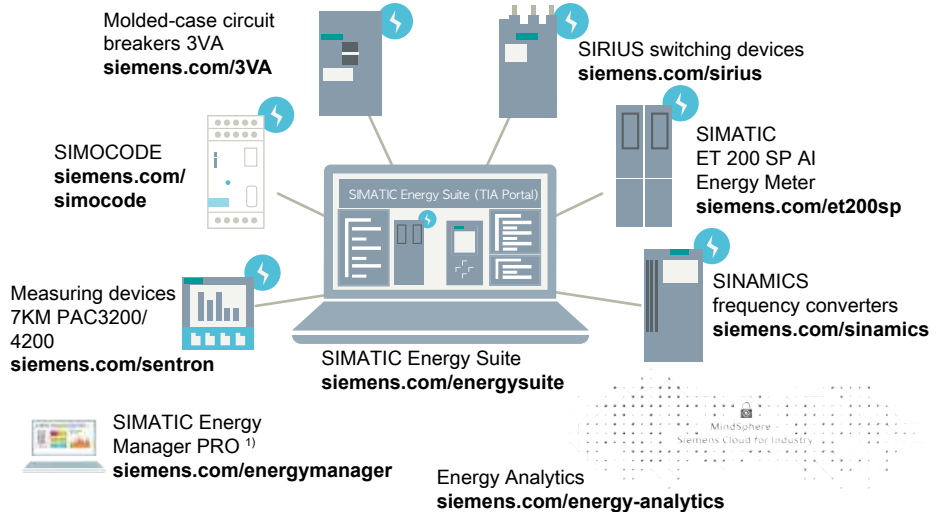 Molded-case circuit
breakers 3VA
siemens.com/3VA
SIRIUS switching devices
siemens.com/sirius
SIMOCODE
siemens.com/
simocode
SIMATIC
ET 200 SP AI
Energy Meter
siemens.com/et200sp
SIMATIC Energy Suite (TIA Portal)
Measuring devices
7KM PAC3200/
4200
siemens.com/sentron
SINAMICS
frequency converters
siemens.com/sinamics
SIMATIC Energy Suite
siemens.com/energysuite
SIMATIC Energy
Manager PRO ¹⁾
siemens.com/energymanager
MindSphere -
Siemens Cloud for Industry
Energy Analytics
siemens.com/energy-analytics